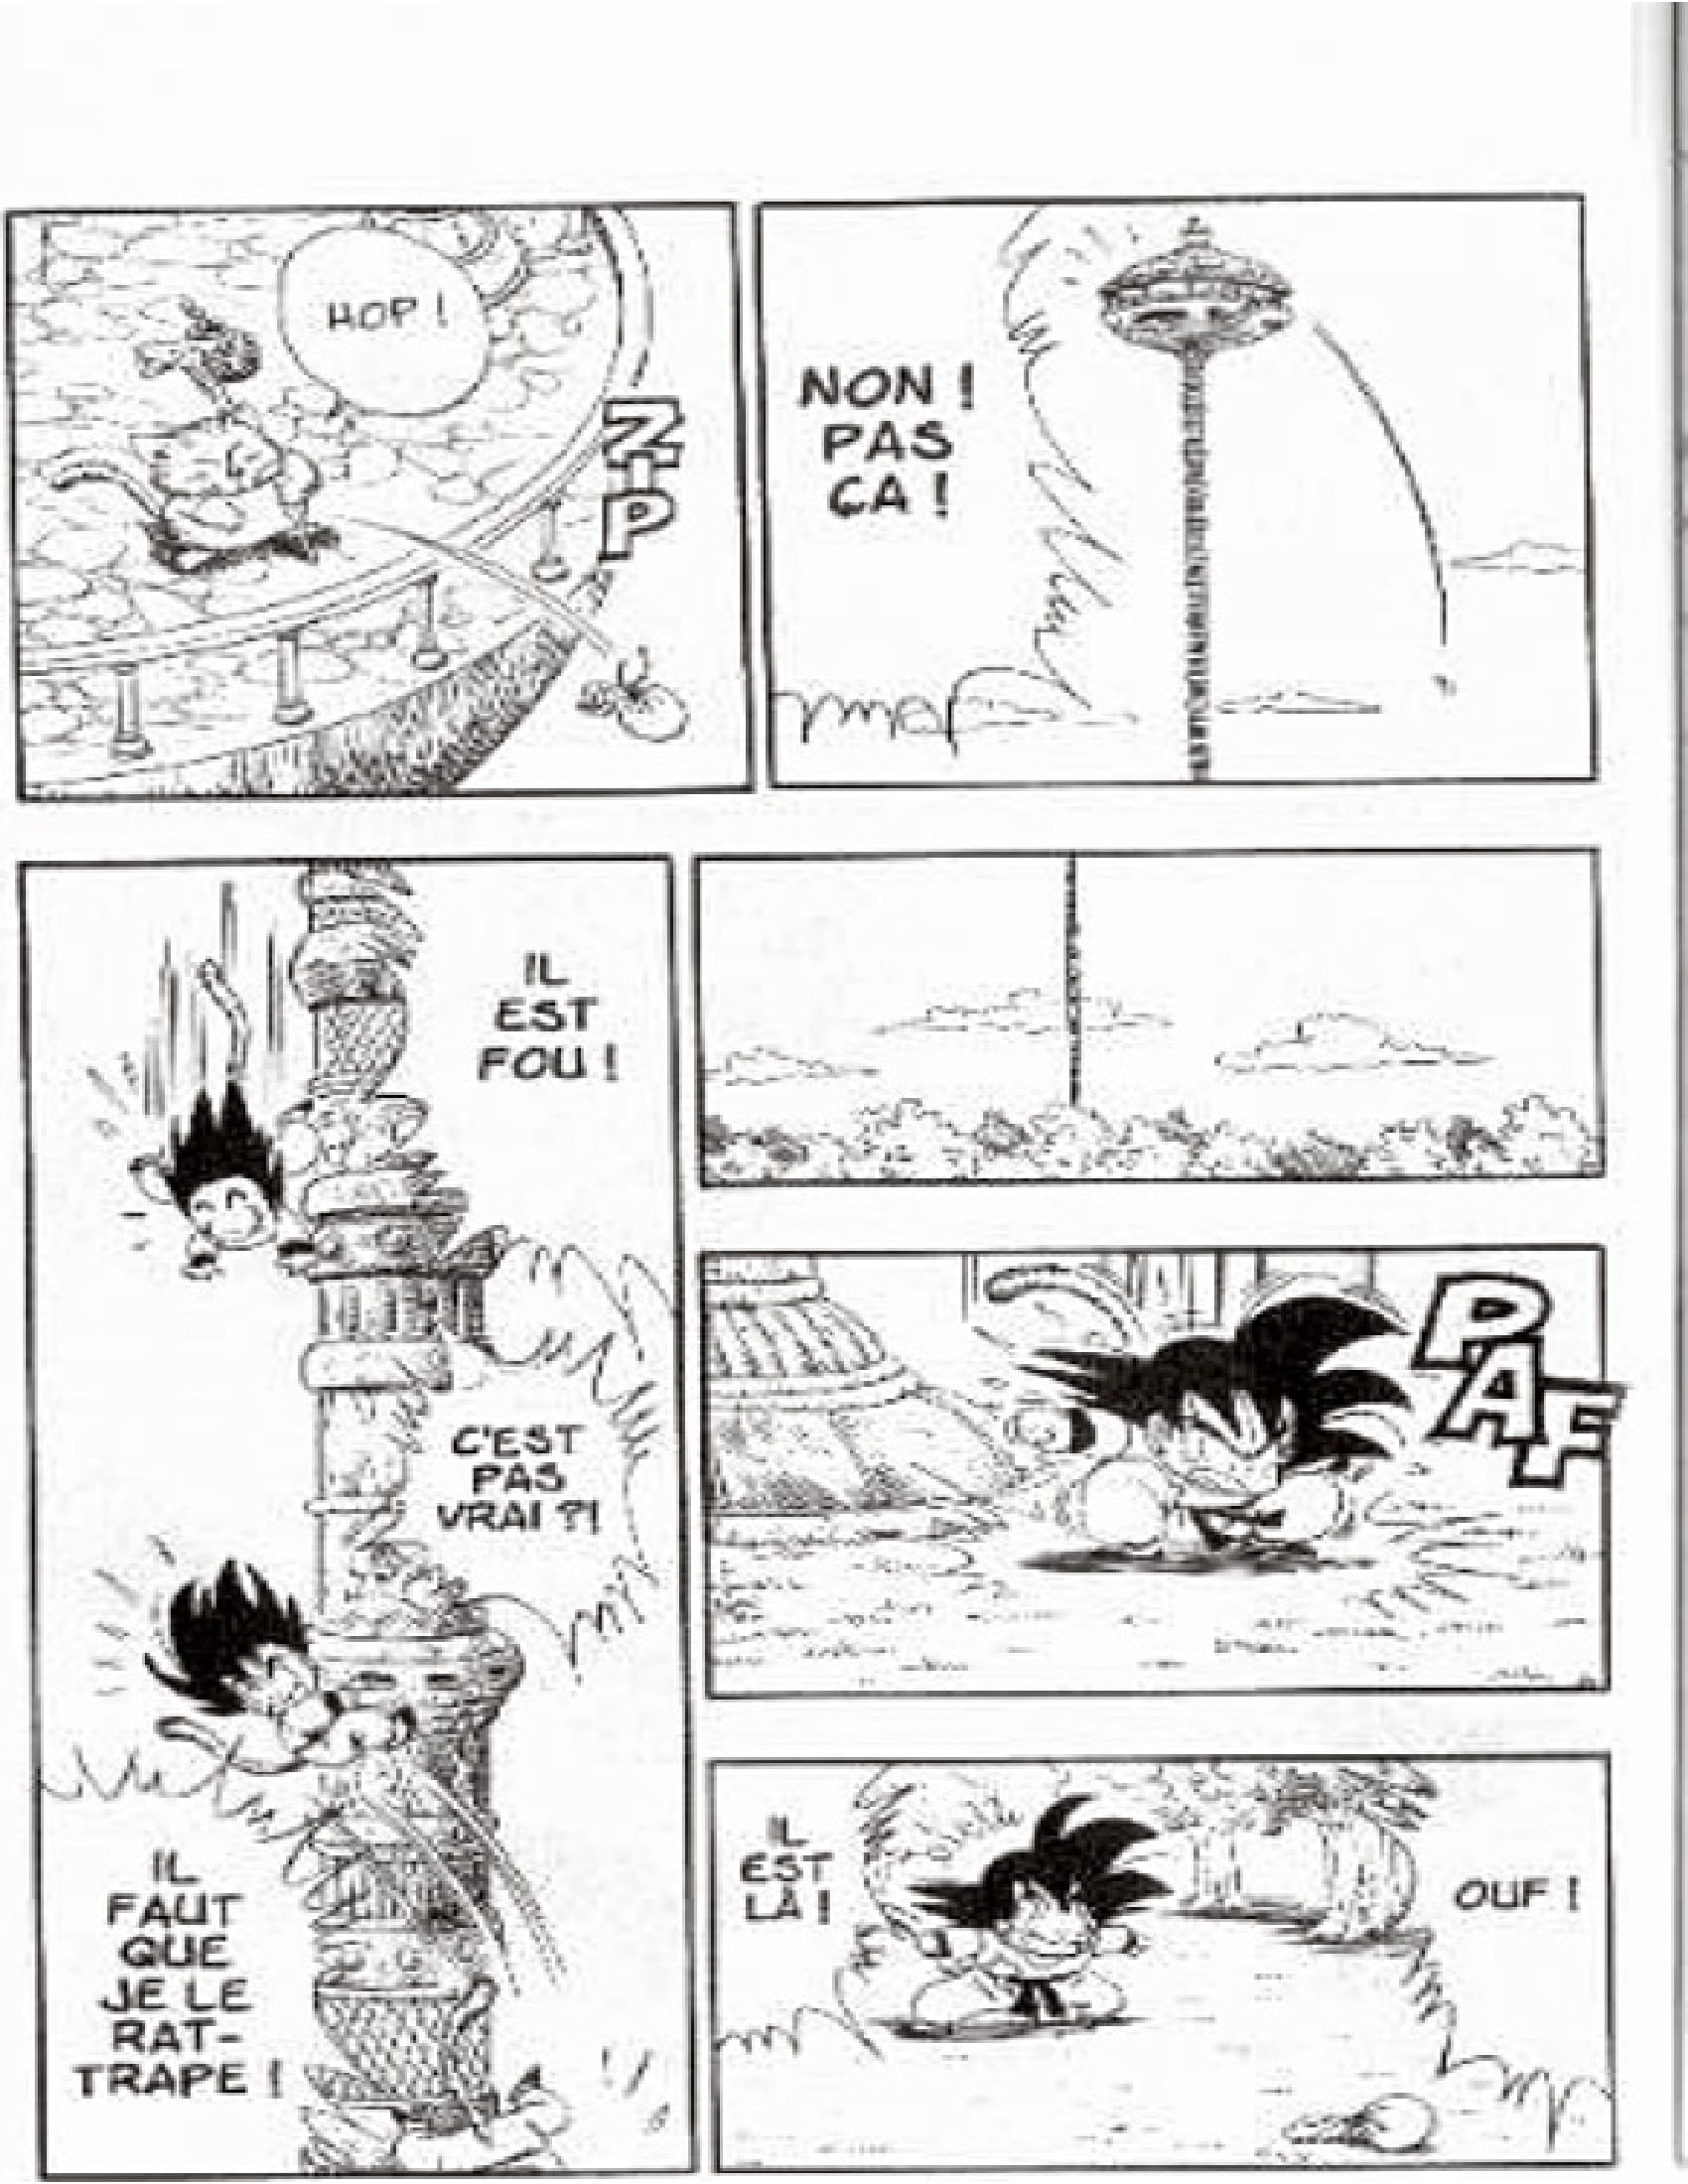 HOP !
ZIP
NON !
PAS
ÇA !
IL
EST
FOU !
C'EST
PAS
VRAI ?!
IL
FAUT
QUE
JE LE
RAT-
TRAPE !
PAF
IL
EST
LÀ !
OUF !